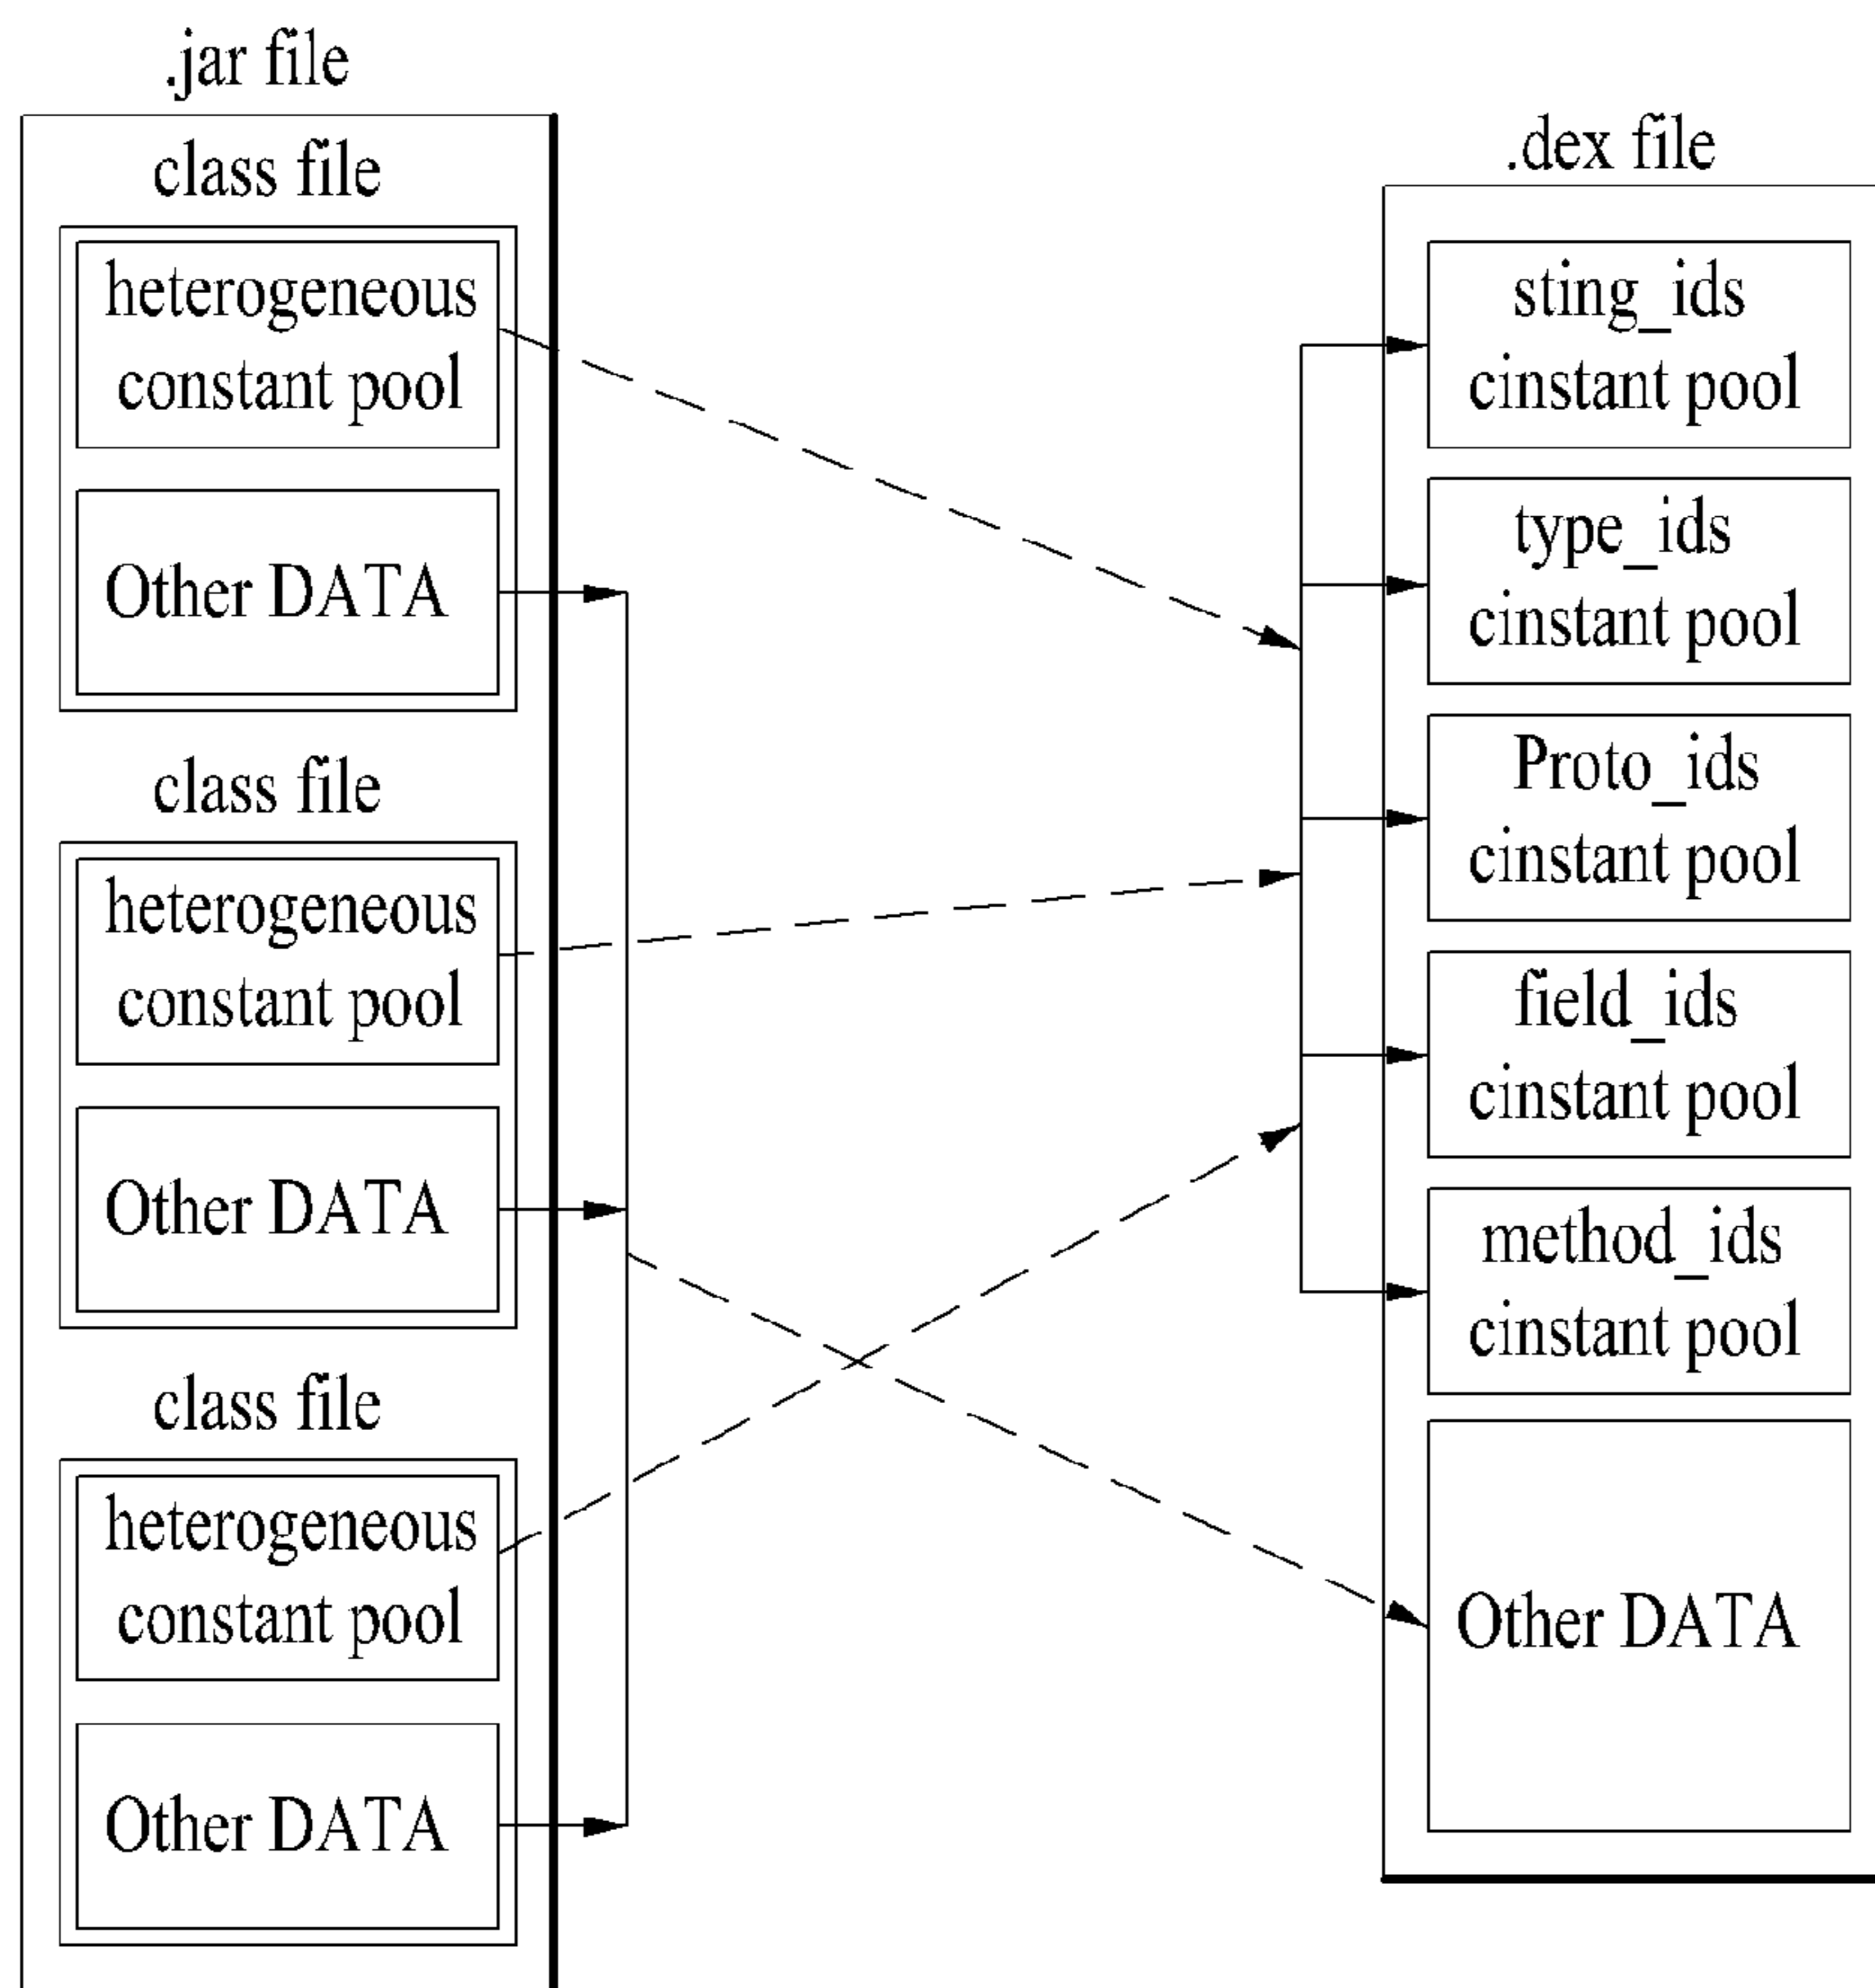 .jar file
class file
heterogeneous
constant pool
Other DATA
class file
heterogeneous
constant pool
Other DATA
class file
heterogeneous
constant pool
Other DATA
.dex file
sting_ids
cinstant pool
type_ids
cinstant pool
Proto_ids
cinstant pool
field_ids
cinstant pool
method_ids
cinstant pool
Other DATA